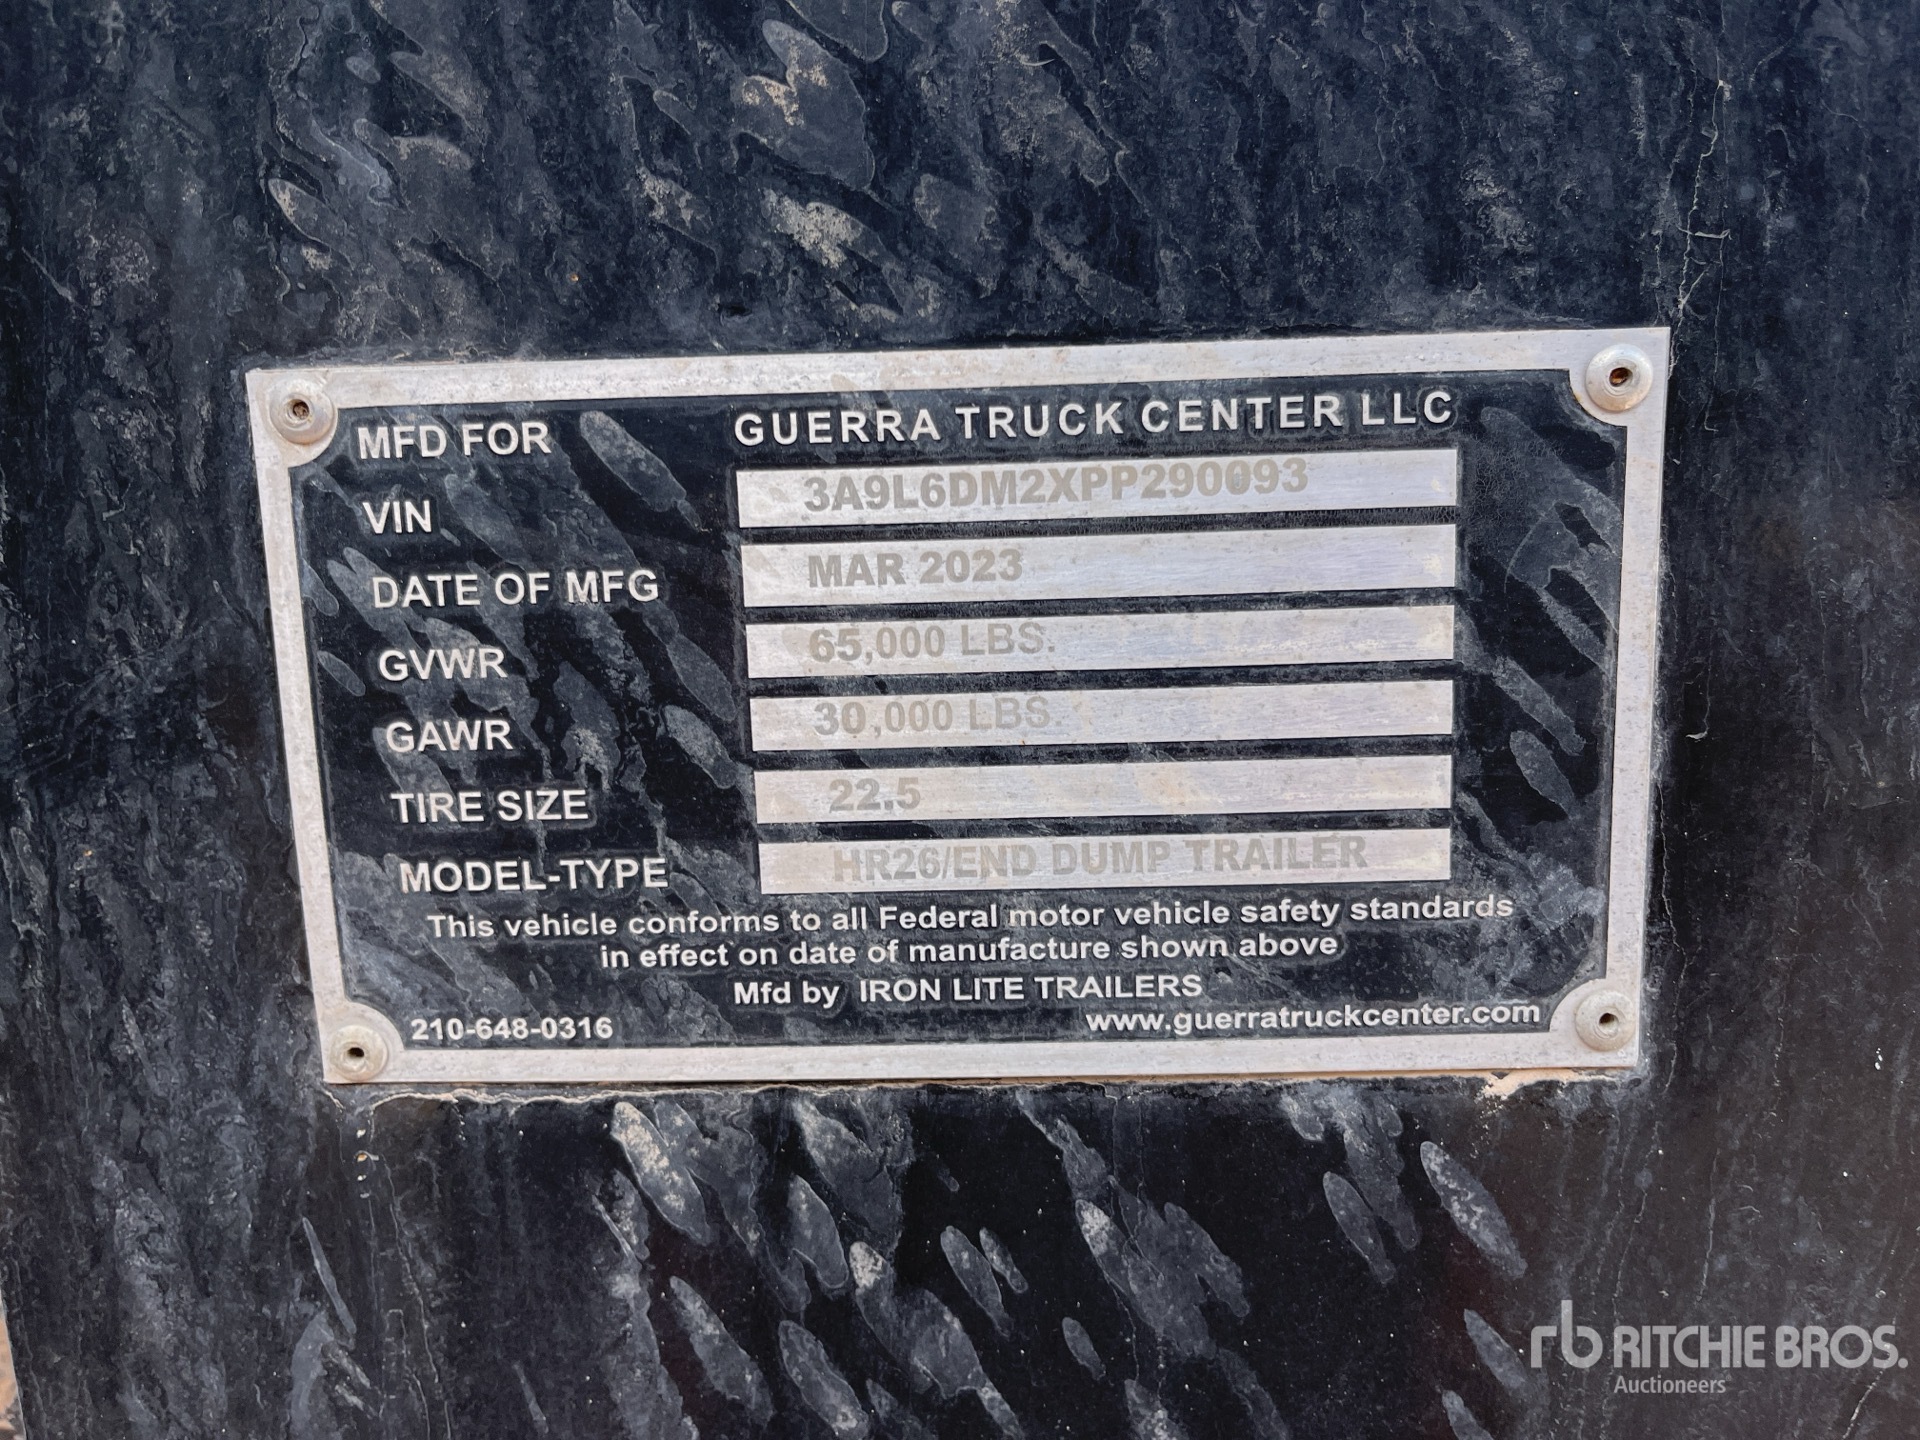 MFD FOR GUERRA TRUCK CENTER LLC
VIN 3A9L6DM2XPP290093
DATE OF MFG MAR 2023
GVWR 65,000 LBS.
GAWR 30,000 LBS.
TIRE SIZE 22.5
MODEL-TYPE HR26/END DUMP TRAILER
This vehicle conforms to all Federal motor vehicle safety standards
in effect on date of manufacture shown above
Mfd by IRON LITE TRAILERS
210-648-0316 www.guerratruckcenter.com
rb RITCHIE BROS.
Auctioneers